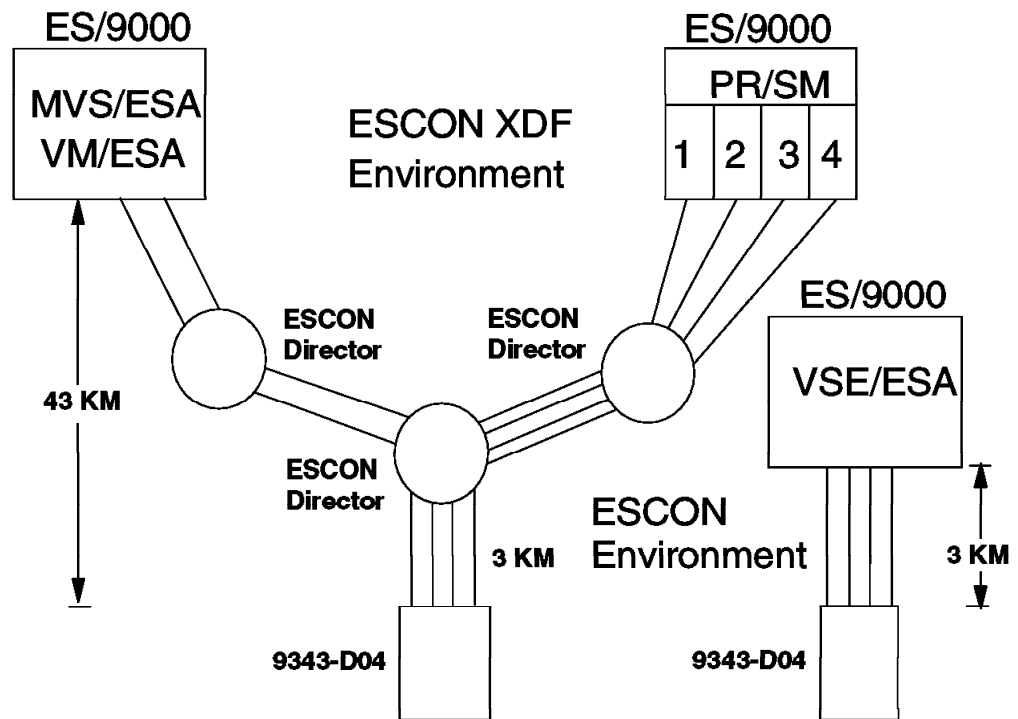 ES/9000
MVS/ESA
VM/ESA
ESCON XDF
Environment
ES/9000
PR/SM
1 2 3 4
ESCON
Director
ESCON
Director
ES/9000
VSE/ESA
43 KM
ESCON
Director
3 KM
ESCON
Environment
3 KM
9343-D04
9343-D04